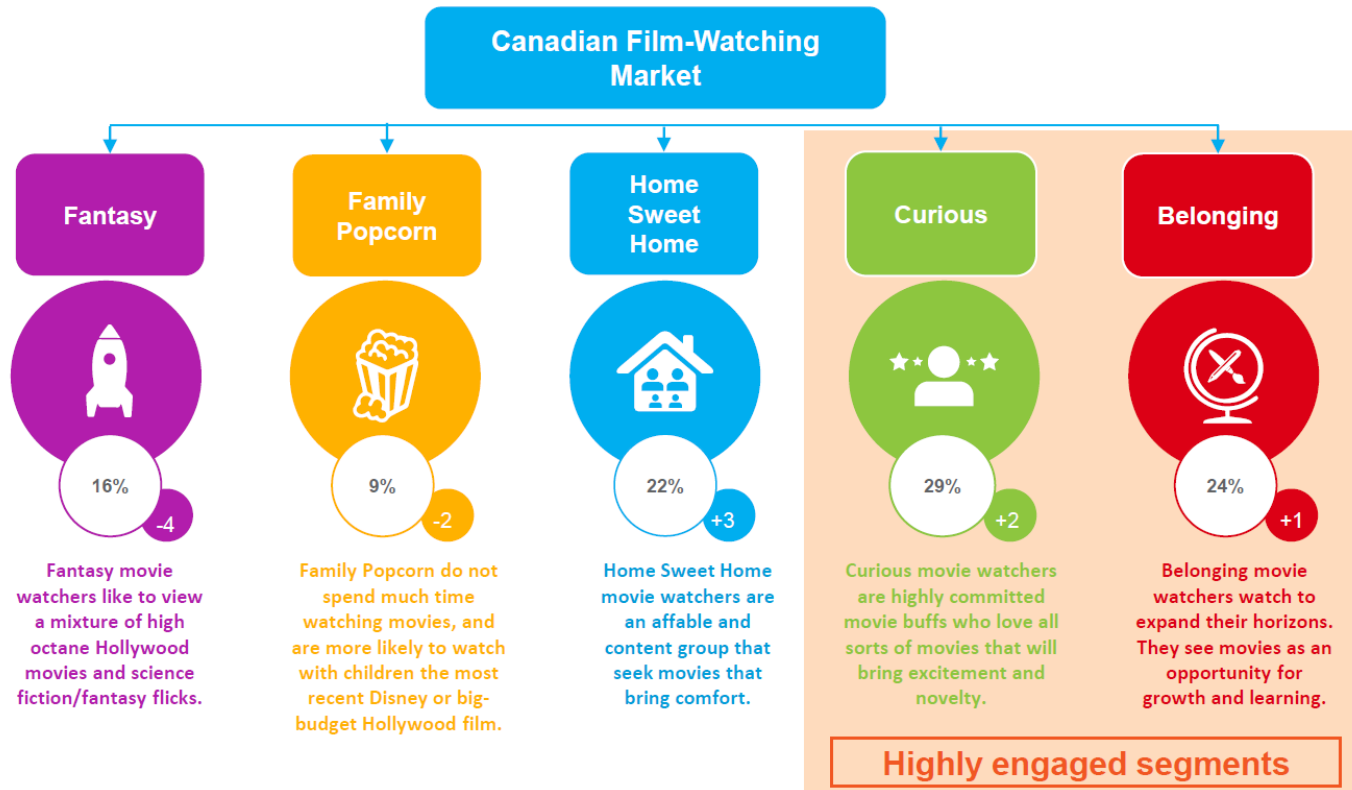 Canadian Film-Watching
Market
Fantasy
Family
Popcorn
Home
Sweet
Home
Curious
Belonging
16%
-4
9%
-2
22%
+3
29%
+2
24%
+1
Fantasy movie
watchers like to view
a mixture of high
octane Hollywood
movies and science
fiction/fantasy flicks.
Family Popcorn do not
spend much time
watching movies, and
are more likely to watch
with children the most
recent Disney or big-
budget Hollywood film.
Home Sweet Home
movie watchers are
an affable and
content group that
seek movies that
bring comfort.
Curious movie watchers
are highly committed
movie buffs who love all
sorts of movies that will
bring excitement and
novelty.
Belonging movie
watchers watch to
expand their horizons.
They see movies as an
opportunity for
growth and learning.
Highly engaged segments